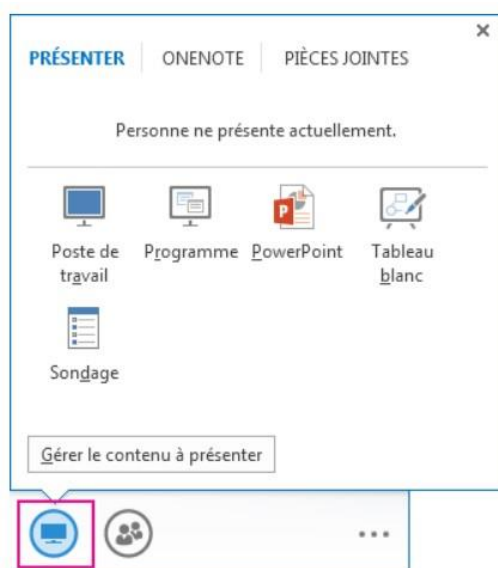 PRÉSENTER ONENOTE PIÈCES JOINTES
Personne ne présente actuellement.
Poste de travail
Programme
PowerPoint
Tableau blanc
Sondage
Gérer le contenu à présenter